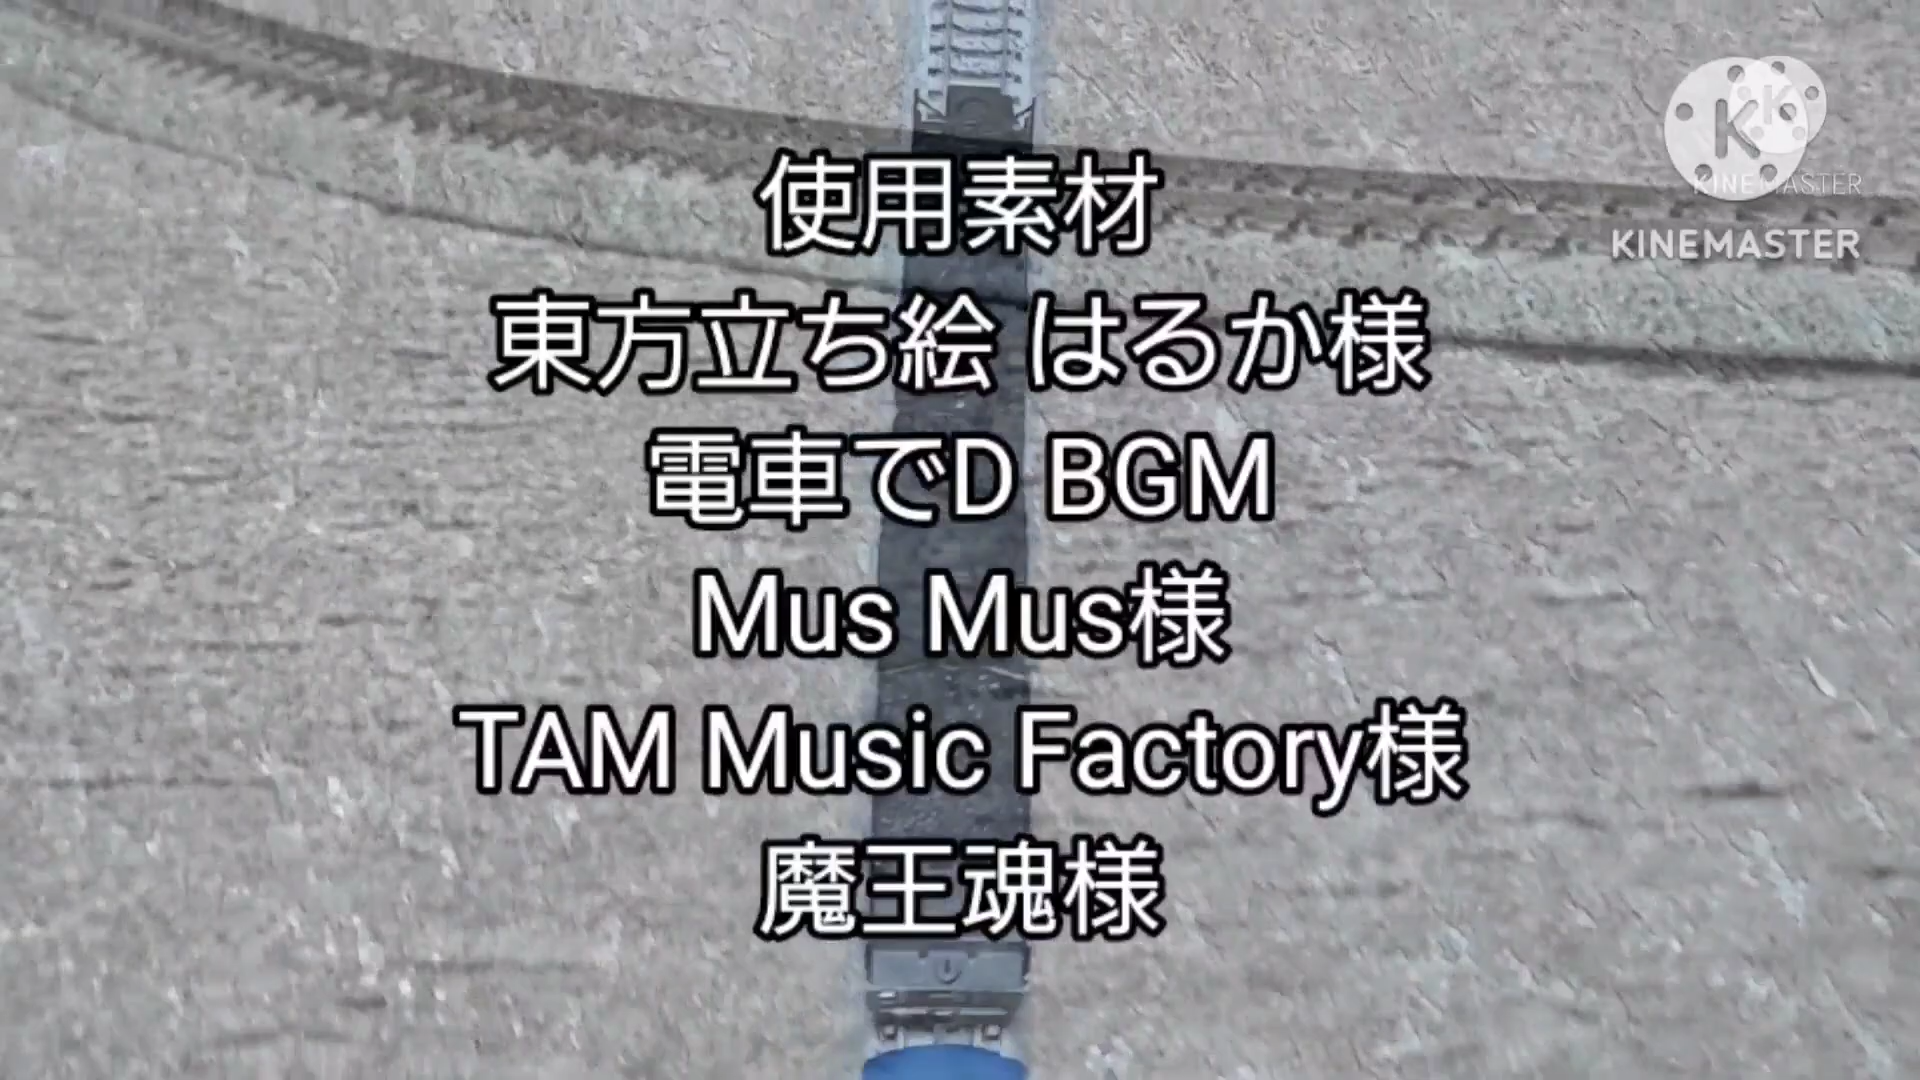 使用素材
東方立ち絵 はるか様
電車でD BGM
Mus Mus様
TAM Music Factory様
魔王魂様
K
K
KINEMASTER
KINEMASTER